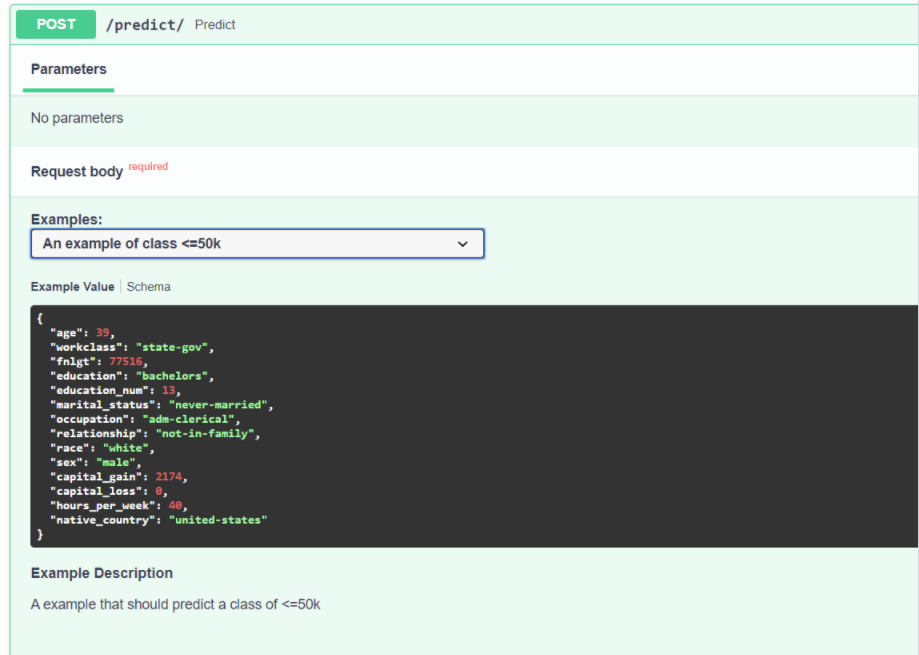 POST /predict/ Predict
Parameters
No parameters
Request body required
Examples:
An example of class <=50k
Example Value | Schema
{
"age": 39,
"workclass": "state-gov",
"fnlgt": 77516,
"education": "bachelors",
"education_num": 13,
"marital_status": "never-married",
"occupation": "adm-clerical",
"relationship": "not-in-family",
"race": "white",
"sex": "male",
"capital_gain": 2174,
"capital_loss": 0,
"hours_per_week": 40,
"native_country": "united-states"
}
Example Description
A example that should predict a class of <=50k